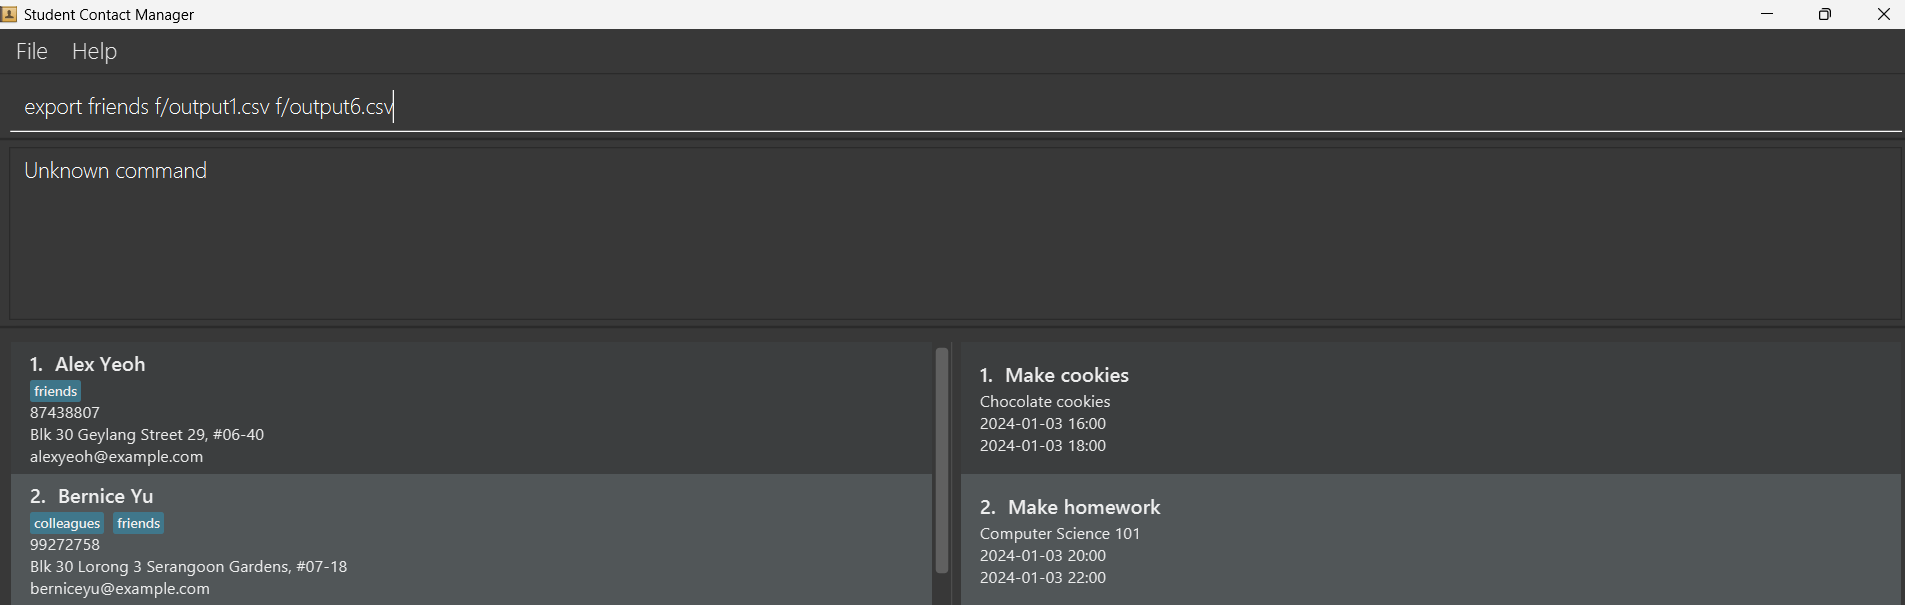 Student Contact Manager
File Help
export friends f/output1.csv f/output6.csv
Unknown command
1. Alex Yeoh
friends
87438807
Blk 30 Geylang Street 29, #06-40
alexyeoh@example.com
2. Bernice Yu
colleagues friends
99272758
Blk 30 Lorong 3 Serangoon Gardens, #07-18
berniceyu@example.com
1. Make cookies
Chocolate cookies
2024-01-03 16:00
2024-01-03 18:00
2. Make homework
Computer Science 101
2024-01-03 20:00
2024-01-03 22:00